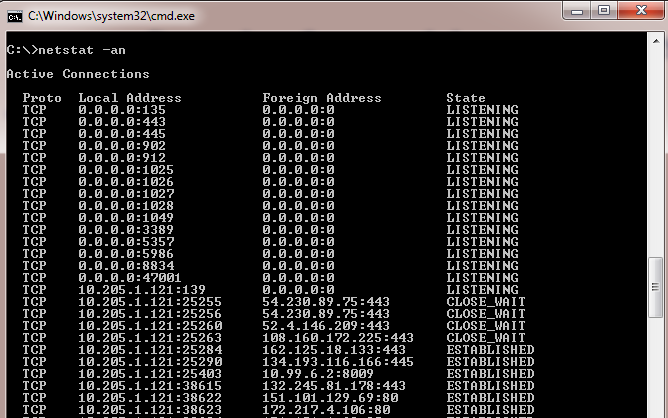 C:\Windows\system32\cmd.exe
C:\>netstat -an
Active Connections
Proto Local Address Foreign Address State
TCP 0.0.0.0:135 0.0.0.0:0 LISTENING
TCP 0.0.0.0:443 0.0.0.0:0 LISTENING
TCP 0.0.0.0:445 0.0.0.0:0 LISTENING
TCP 0.0.0.0:902 0.0.0.0:0 LISTENING
TCP 0.0.0.0:912 0.0.0.0:0 LISTENING
TCP 0.0.0.0:1025 0.0.0.0:0 LISTENING
TCP 0.0.0.0:1026 0.0.0.0:0 LISTENING
TCP 0.0.0.0:1027 0.0.0.0:0 LISTENING
TCP 0.0.0.0:1028 0.0.0.0:0 LISTENING
TCP 0.0.0.0:1049 0.0.0.0:0 LISTENING
TCP 0.0.0.0:3389 0.0.0.0:0 LISTENING
TCP 0.0.0.0:5357 0.0.0.0:0 LISTENING
TCP 0.0.0.0:5986 0.0.0.0:0 LISTENING
TCP 0.0.0.0:8834 0.0.0.0:0 LISTENING
TCP 0.0.0.0:47001 0.0.0.0:0 LISTENING
TCP 10.205.1.121:139 0.0.0.0:0 LISTENING
TCP 10.205.1.121:25255 54.230.89.75:443 CLOSE_WAIT
TCP 10.205.1.121:25256 54.230.89.75:443 CLOSE_WAIT
TCP 10.205.1.121:25260 52.4.146.209:443 CLOSE_WAIT
TCP 10.205.1.121:25263 108.160.172.225:443 CLOSE_WAIT
TCP 10.205.1.121:25284 162.125.18.133:443 ESTABLISHED
TCP 10.205.1.121:25290 134.193.116.166:445 ESTABLISHED
TCP 10.205.1.121:25403 10.99.6.2:8009 ESTABLISHED
TCP 10.205.1.121:38615 132.245.81.178:443 ESTABLISHED
TCP 10.205.1.121:38622 151.101.129.69:80 ESTABLISHED
TCP 10.205.1.121:38623 172.217.4.106:80 ESTABLISHED